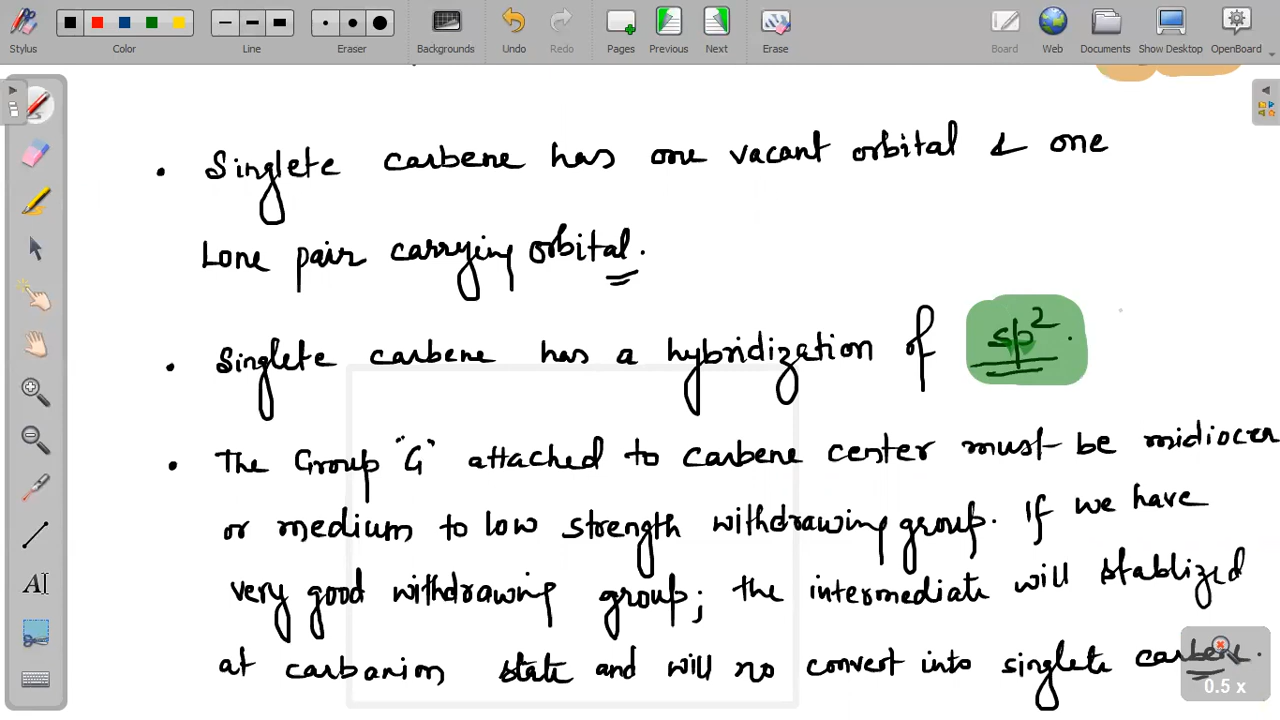 Stylus Color Line Eraser Backgrounds Undo Redo Pages Previous Next Erase Board Web Documents Show Desktop OpenBoard
• Singlete carbene has one vacant orbital & one
Lone pair carrying orbital.
• Singlete carbene has a hybridization of sp².
• The Group "G" attached to carbene center must be midiocer
or medium to low strength withdrawing group. If we have
very good withdrawing group; the intermediate will stablized
at carbanion state and will no convert into singlete carbene.
0.5 x